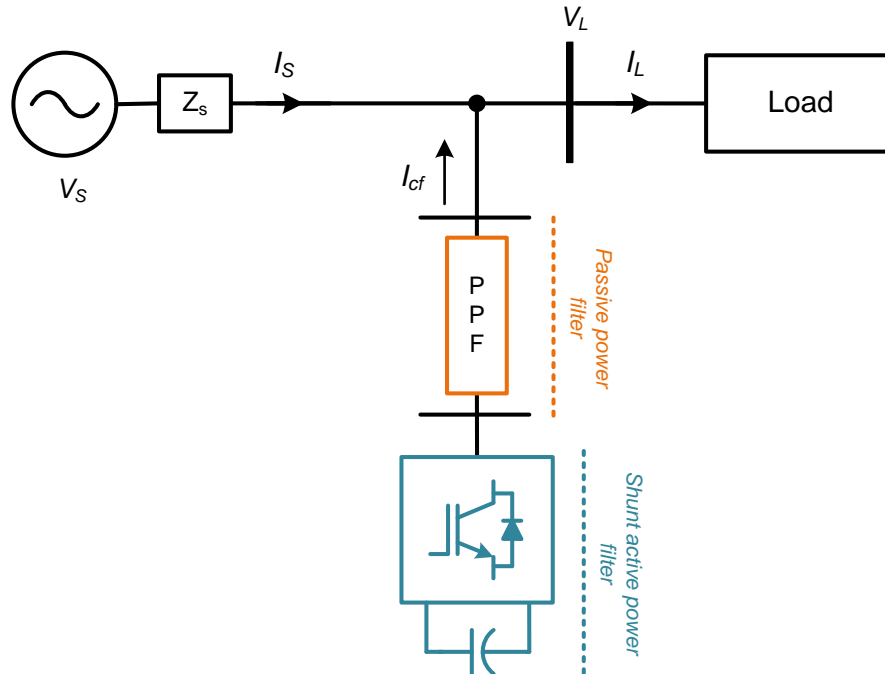 V_L
I_S
I_L
Z_s
Load
V_S
I_cf
P
P
F
Passive power
filter
Shunt active power
filter